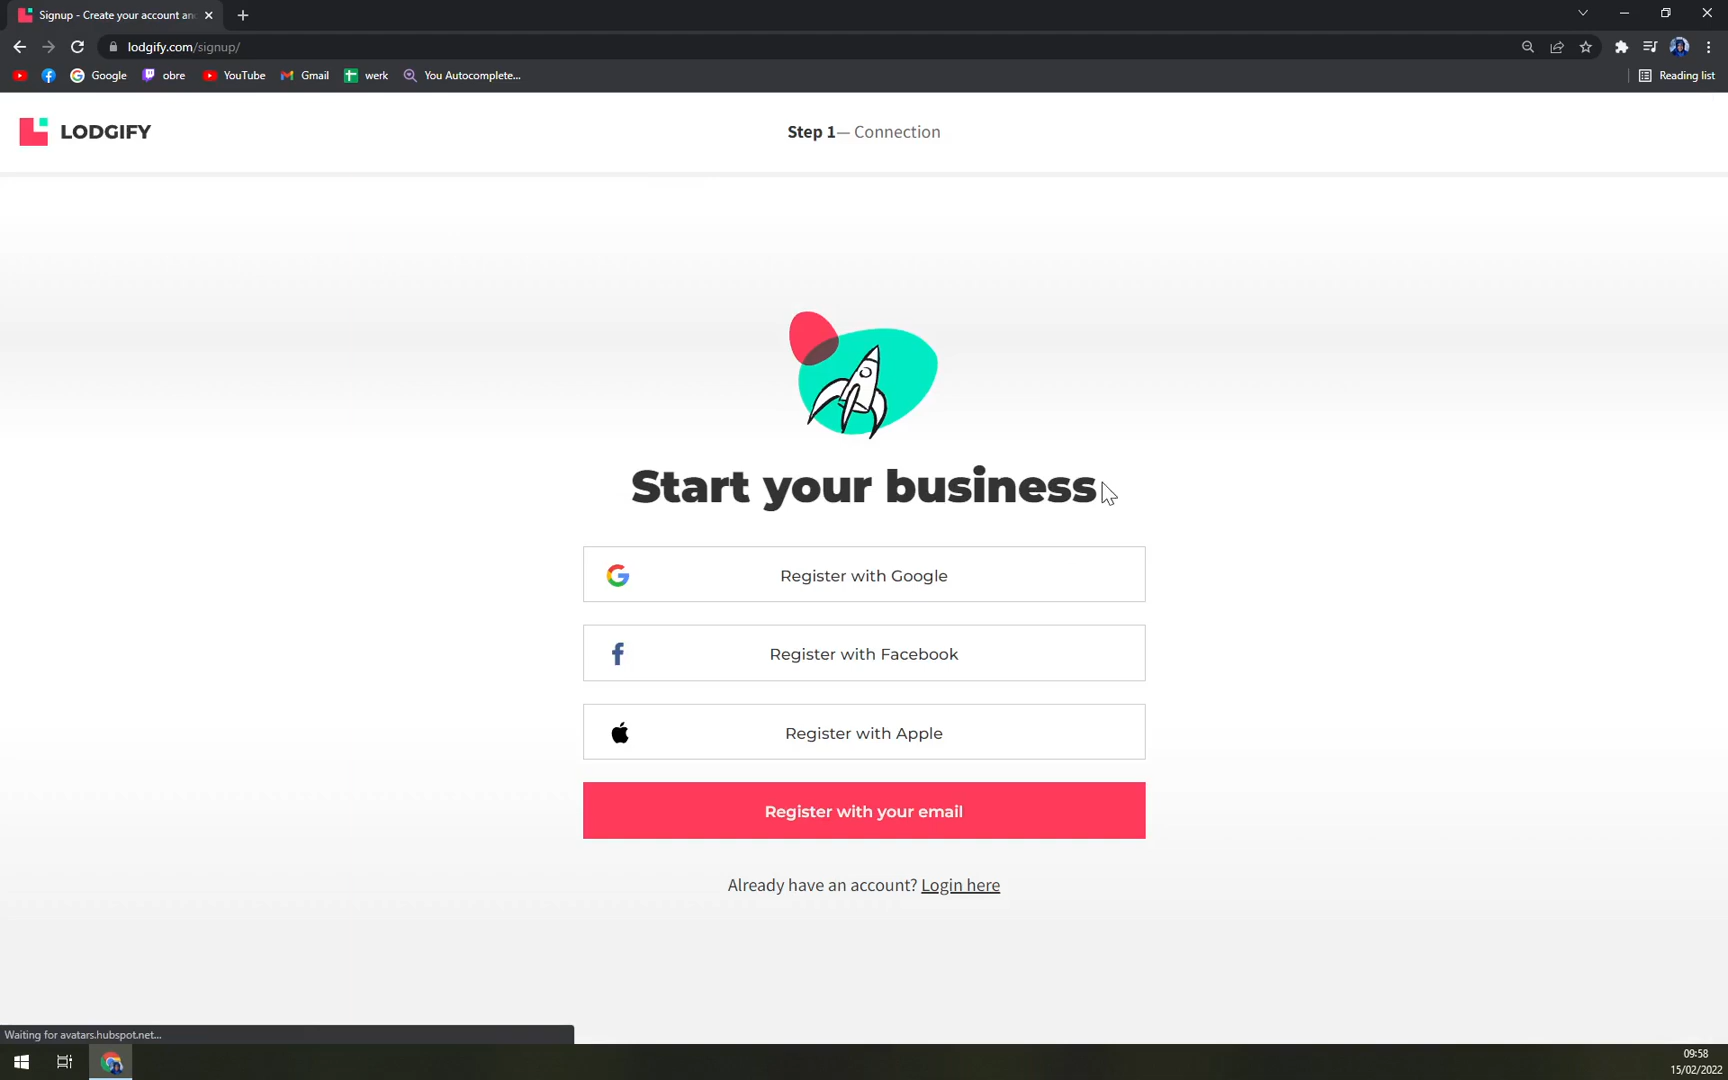 Signup - Create your account an
lodgify.com/signup/
Google
obre
YouTube
Gmail
werk
You Autocomplete...
Reading list
LODGIFY
Step 1— Connection
Start your business
Register with Google
Register with Facebook
Register with Apple
Register with your email
Already have an account? Login here
Waiting for avatars.hubspot.net...
09:58
15/02/2022